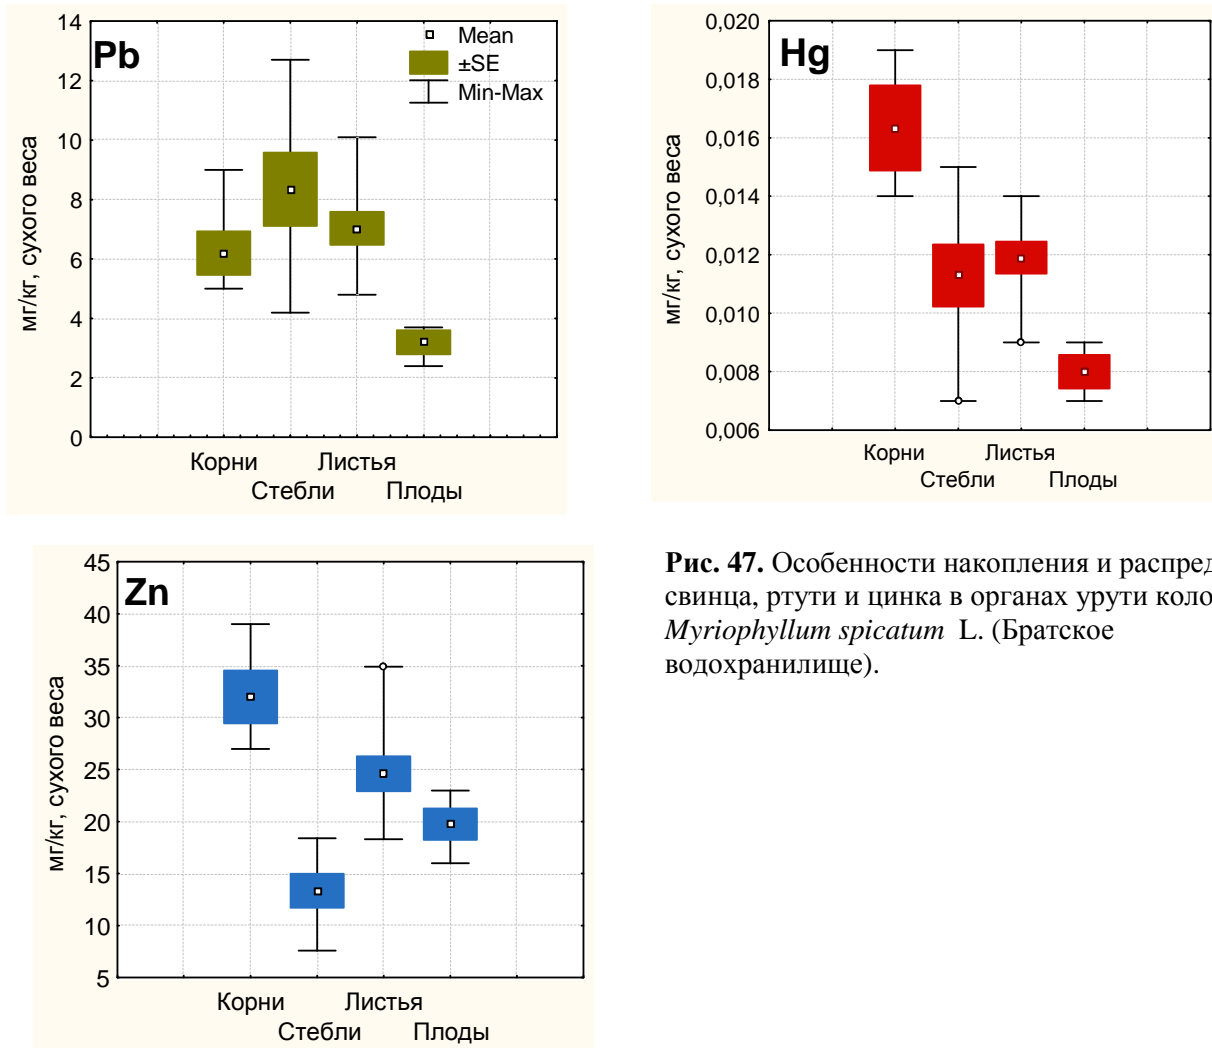 Pb
Mean
±SE
Min-Max
14
12
10
8
6
4
2
0
мг/кг, сухого веса
Корни
Листья
Стебли
Плоды
Hg
0,020
0,018
0,016
0,014
0,012
0,010
0,008
0,006
мг/кг, сухого веса
Корни
Листья
Стебли
Плоды
Zn
45
40
35
30
25
20
15
10
5
мг/кг, сухого веса
Корни
Листья
Стебли
Плоды
Рис. 47. Особенности накопления и распред
свинца, ртути и цинка в органах урути коло
Myriophyllum spicatum L. (Братское
водохранилище).